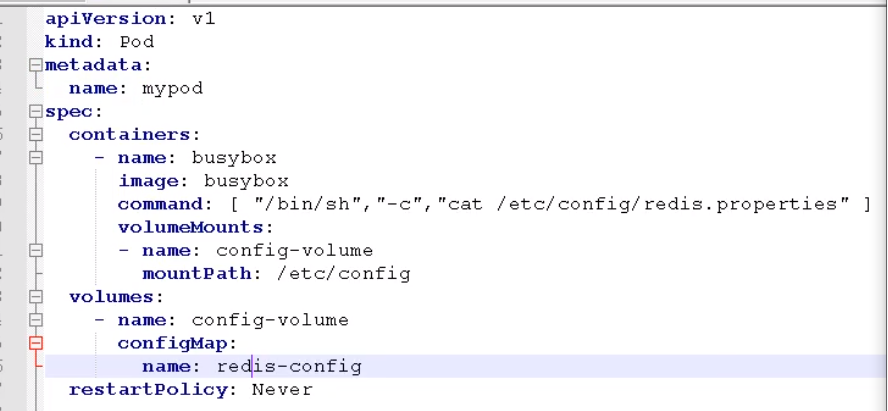 apiVersion: v1
kind: Pod
metadata:
  name: mypod
spec:
  containers:
    - name: busybox
      image: busybox
      command: [ "/bin/sh","-c","cat /etc/config/redis.properties" ]
      volumeMounts:
      - name: config-volume
        mountPath: /etc/config
  volumes:
    - name: config-volume
      configMap:
        name: redis-config
  restartPolicy: Never